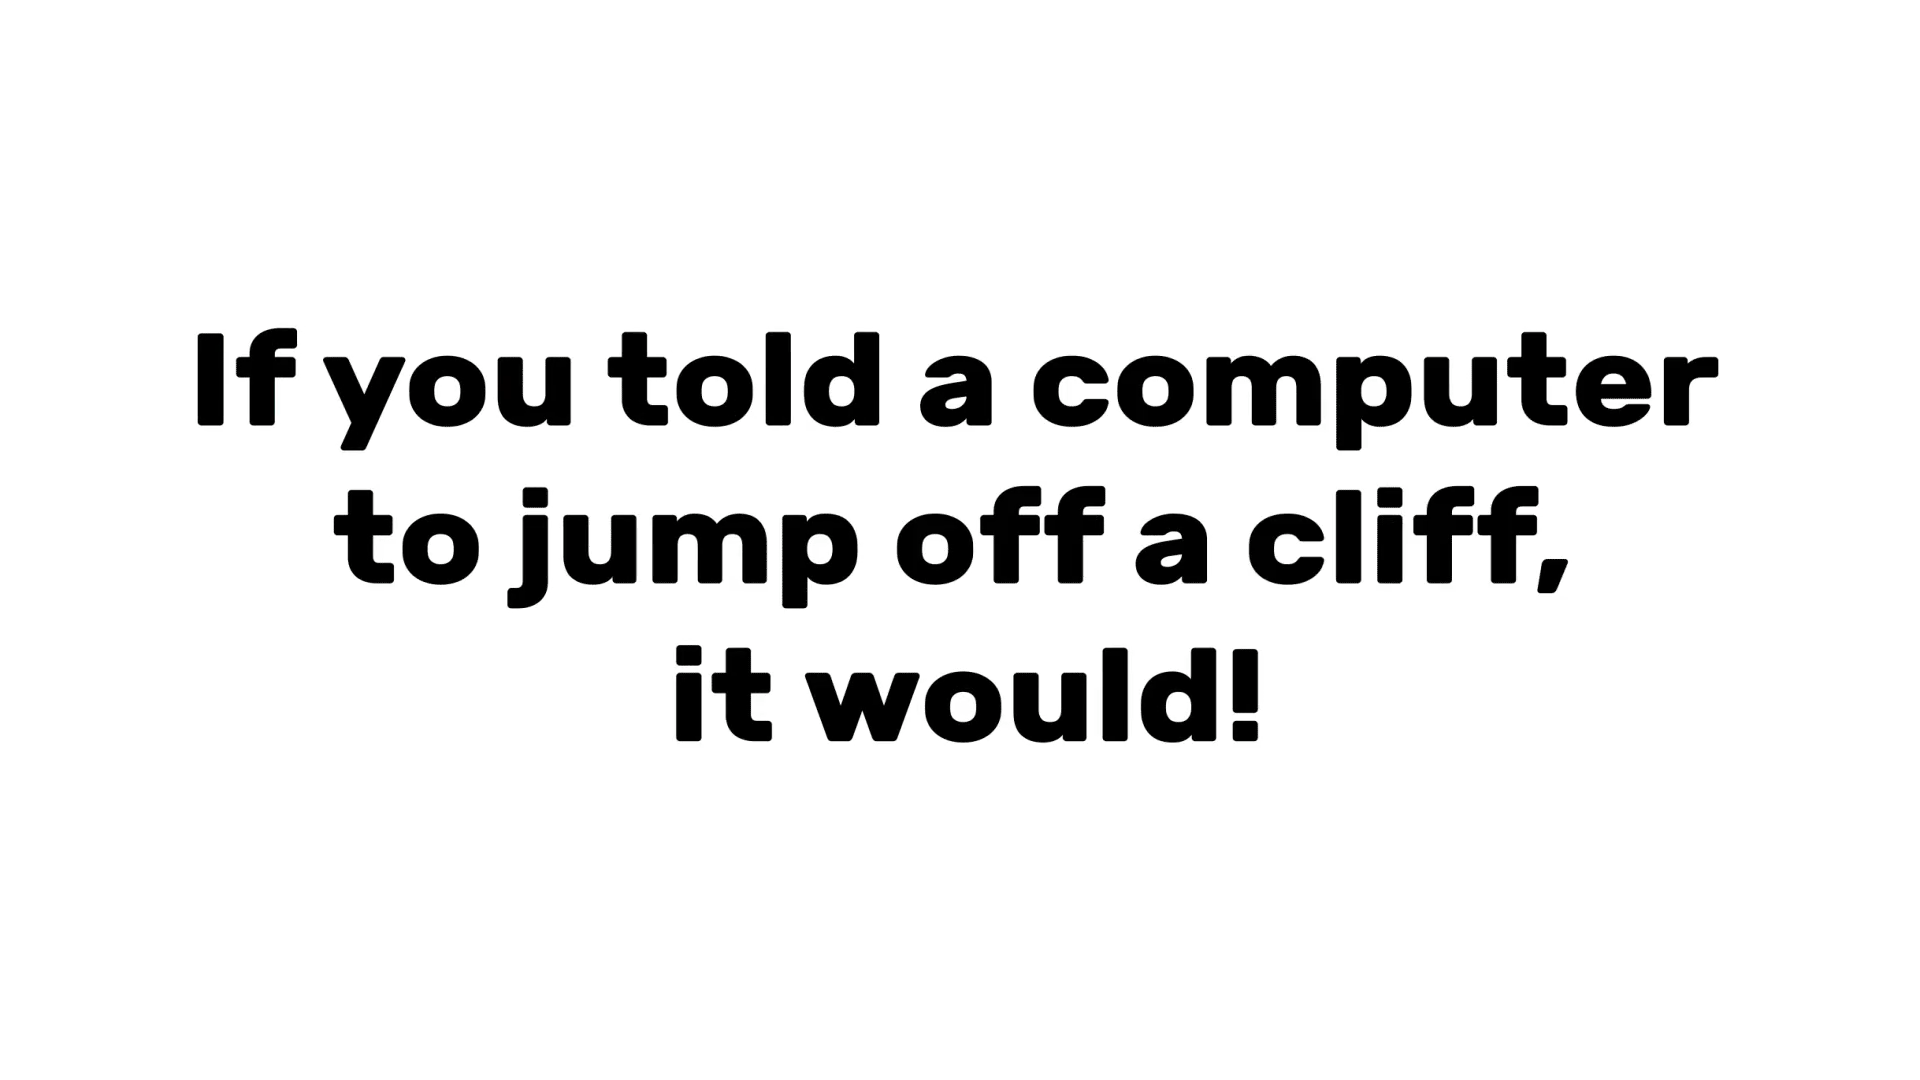 If you told a computer
to jump off a cliff,
it would!